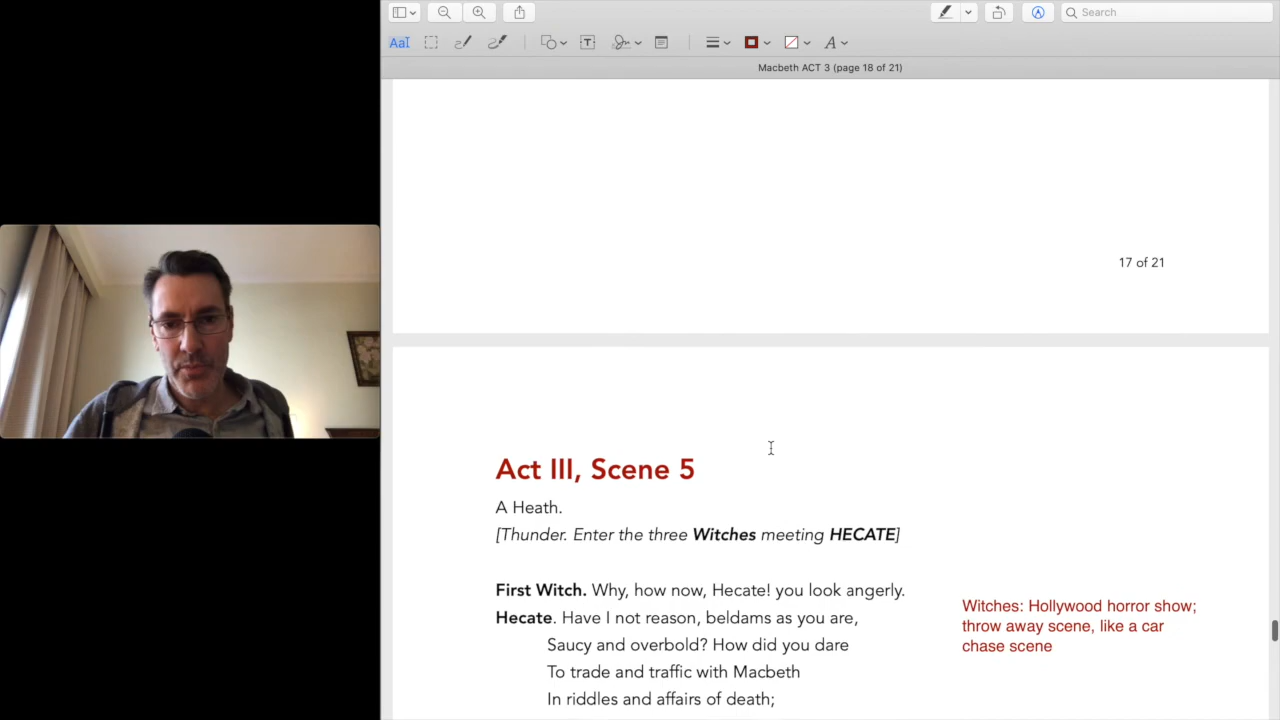 Search
AaI
T
A
Macbeth ACT 3 (page 18 of 21)
17 of 21
Act III, Scene 5
A Heath.
[Thunder. Enter the three Witches meeting HECATE]
First Witch. Why, how now, Hecate! you look angerly.
Hecate. Have I not reason, beldams as you are,
Saucy and overbold? How did you dare
To trade and traffic with Macbeth
In riddles and affairs of death;
Witches: Hollywood horror show;
throw away scene, like a car
chase scene